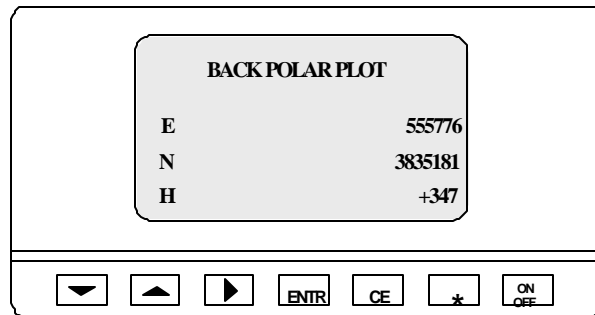 BACK POLAR PLOT
E 555776
N 3835181
H +347
ENTR CE * ON
OFF